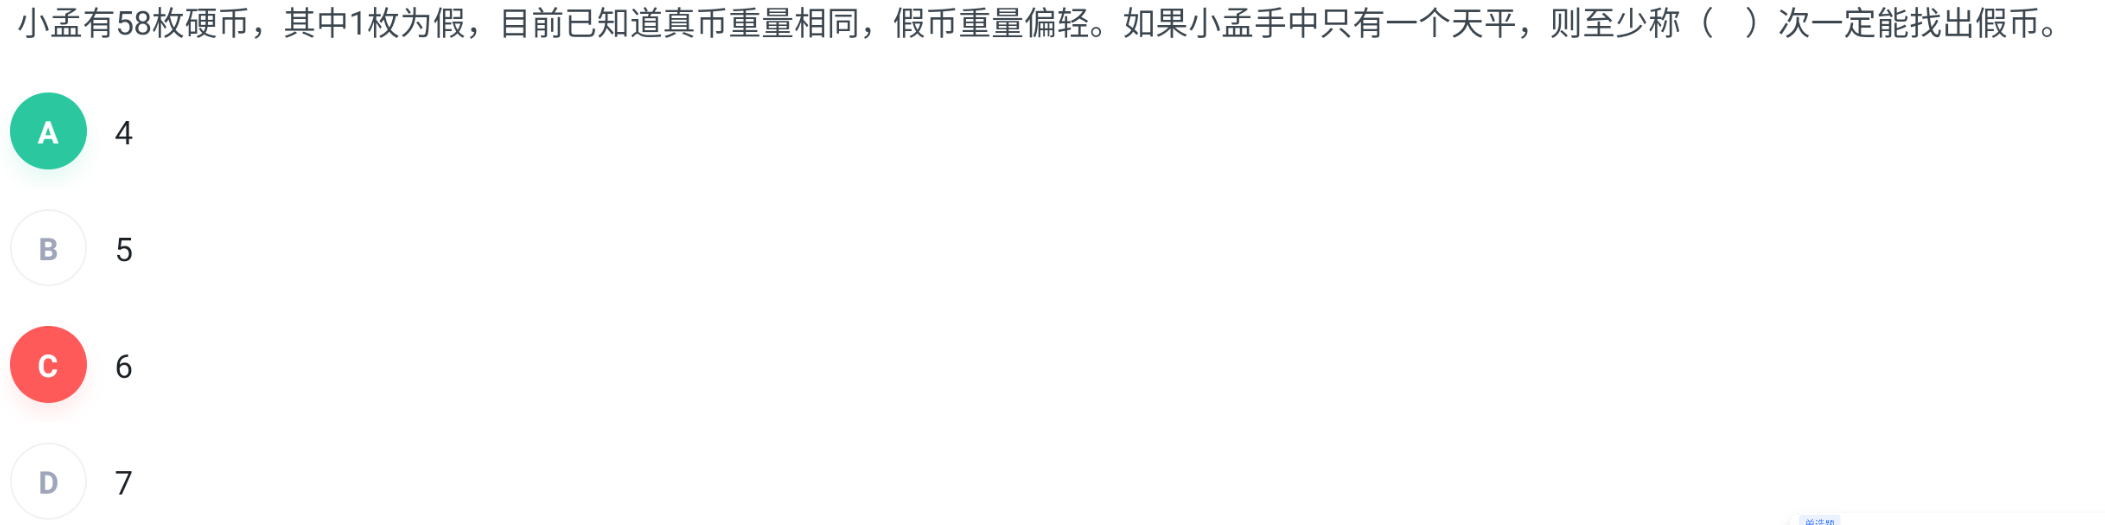 小孟有58枚硬币，其中1枚为假，目前已知道真币重量相同，假币重量偏轻。如果小孟手中只有一个天平，则至少称（　）次一定能找出假币。
A 4
B 5
C 6
D 7